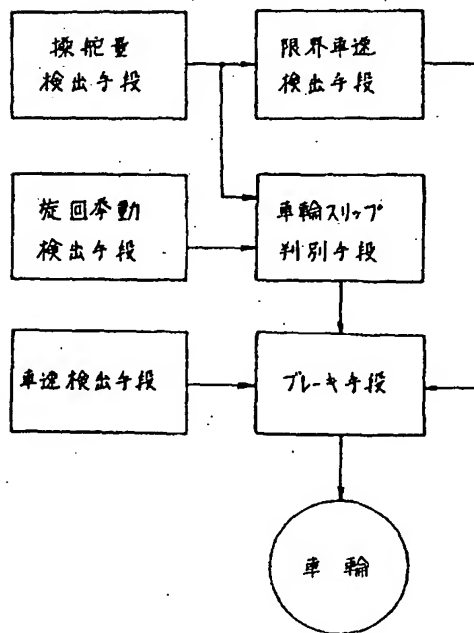 操舵量
検出手段
限界車速
検出手段
旋回挙動
検出手段
車輪スリップ
判別手段
車速検出手段
ブレーキ手段
車輪